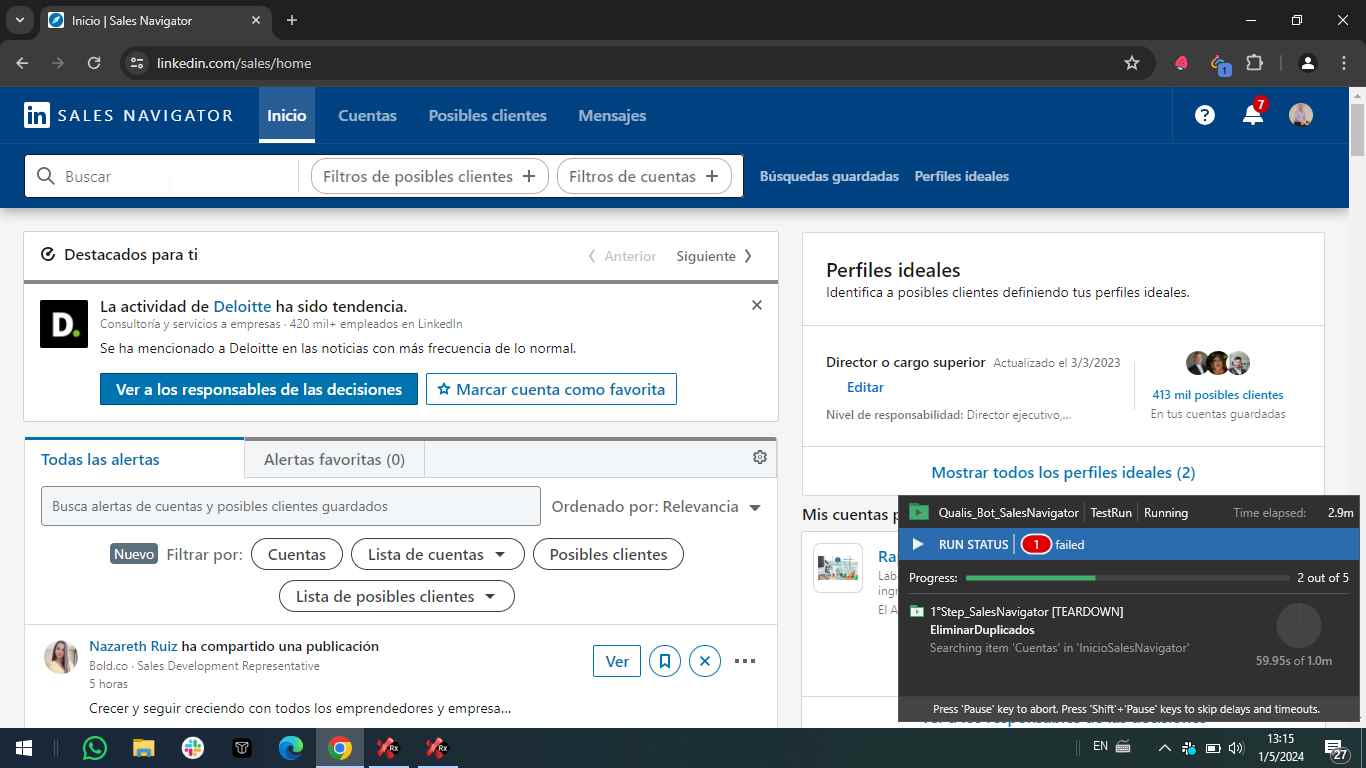 Inicio | Sales Navigator
linkedin.com/sales/home
1
in SALES NAVIGATOR
Inicio
Cuentas
Posibles clientes
Mensajes
7
Buscar
Filtros de posibles clientes
Filtros de cuentas
Búsquedas guardadas
Perfiles ideales
Destacados para ti
Anterior
Siguiente
D.
La actividad de Deloitte ha sido tendencia.
Consultoría y servicios a empresas · 420 mil+ empleados en LinkedIn
Se ha mencionado a Deloitte en las noticias con más frecuencia de lo normal.
Ver a los responsables de las decisiones
Marcar cuenta como favorita
Todas las alertas
Alertas favoritas (0)
Busca alertas de cuentas y posibles clientes guardados
Ordenado por: Relevancia
Nuevo
Filtrar por:
Cuentas
Lista de cuentas
Posibles clientes
Lista de posibles clientes
Nazareth Ruiz ha compartido una publicación
Bold.co · Sales Development Representative
5 horas
Ver
Crecer y seguir creciendo con todos los emprendedores y empresa...
Perfiles ideales
Identifica a posibles clientes definiendo tus perfiles ideales.
Director o cargo superior Actualizado el 3/3/2023
Editar
Nivel de responsabilidad: Director ejecutivo,...
413 mil posibles clientes
En tus cuentas guardadas
Mostrar todos los perfiles ideales (2)
Mis cuentas p
Ra
Lab
ingr
El A
Qualis_Bot_SalesNavigator
TestRun
Running
Time elapsed: 2.9m
RUN STATUS
1 failed
Progress:
2 out of 5
1°Step_SalesNavigator [TEARDOWN]
EliminarDuplicados
Searching item 'Cuentas' in 'InicioSalesNavigator'
59.95s of 1.0m
Press 'Pause' key to abort. Press 'Shift'+'Pause' keys to skip delays and timeouts.
Rx
Rx
EN
13:15
1/5/2024
27